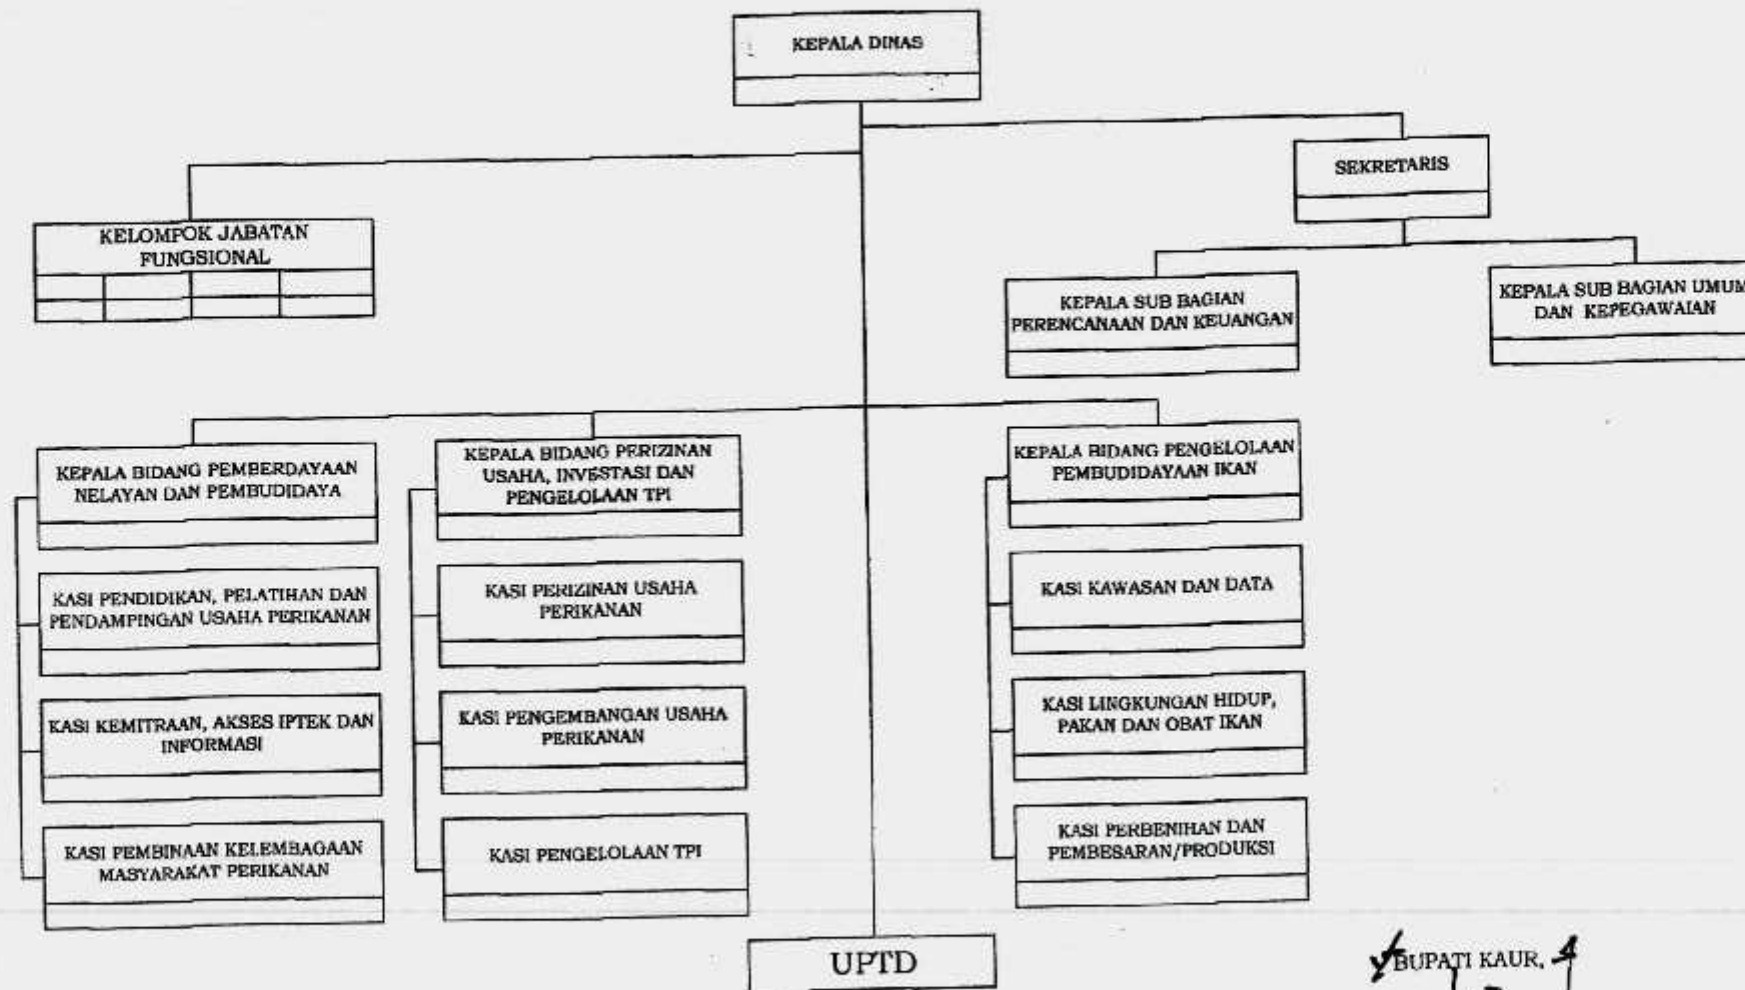 KEPALA DINAS
SEKRETARIS
KELOMPOK JABATAN
FUNGSIONAL
KEPALA SUB BAGIAN
PERENCANAAN DAN KEUANGAN
KEPALA SUB BAGIAN UMUM
DAN KEPEGAWAIAN
KEPALA BIDANG PEMBERDAYAAN
NELAYAN DAN PEMBUDIDAYA
KASI PENDIDIKAN, PELATIHAN DAN
PENDAMPINGAN USAHA PERIKANAN
KASI KEMITRAAN, AKSES IPTEK DAN
INFORMASI
KASI PEMBINAAN KELEMBAGAAN
MASYARAKAT PERIKANAN
KEPALA BIDANG PERIZINAN
USAHA, INVESTASI DAN
PENGELOLAAN TPI
KASI PERIZINAN USAHA
PERIKANAN
KASI PENGEMBANGAN USAHA
PERIKANAN
KASI PENGELOLAAN TPI
KEPALA BIDANG PENGELOLAAN
PEMBUDIDAYAAN IKAN
KASI KAWASAN DAN DATA
KASI LINGKUNGAN HIDUP,
PAKAN DAN OBAT IKAN
KASI PERBENIHAN DAN
PEMBESARAN/PRODUKSI
UPTD
BUPATI KAUR,